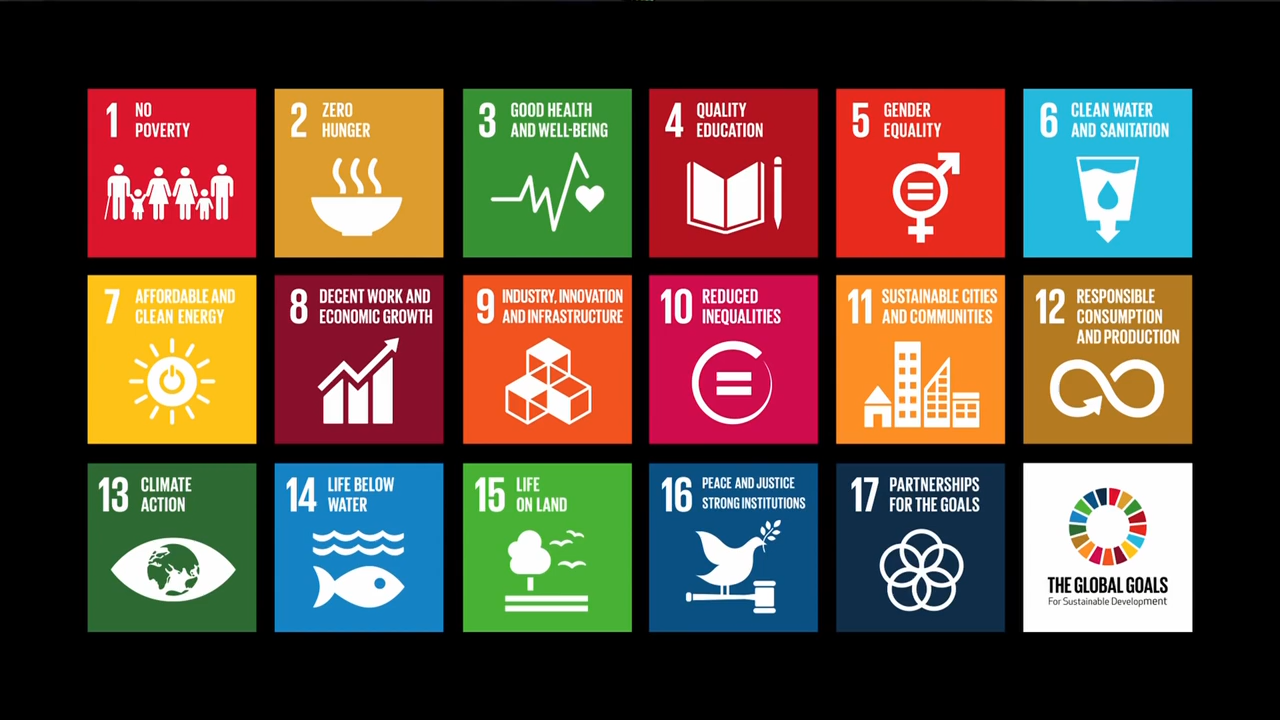 1 NO
POVERTY
2 ZERO
HUNGER
3 GOOD HEALTH
AND WELL-BEING
4 QUALITY
EDUCATION
5 GENDER
EQUALITY
6 CLEAN WATER
AND SANITATION
7 AFFORDABLE AND
CLEAN ENERGY
8 DECENT WORK AND
ECONOMIC GROWTH
9 INDUSTRY, INNOVATION
AND INFRASTRUCTURE
10 REDUCED
INEQUALITIES
11 SUSTAINABLE CITIES
AND COMMUNITIES
12 RESPONSIBLE
CONSUMPTION
AND PRODUCTION
13 CLIMATE
ACTION
14 LIFE BELOW
WATER
15 LIFE
ON LAND
16 PEACE AND JUSTICE
STRONG INSTITUTIONS
17 PARTNERSHIPS
FOR THE GOALS
THE GLOBAL GOALS
For Sustainable Development